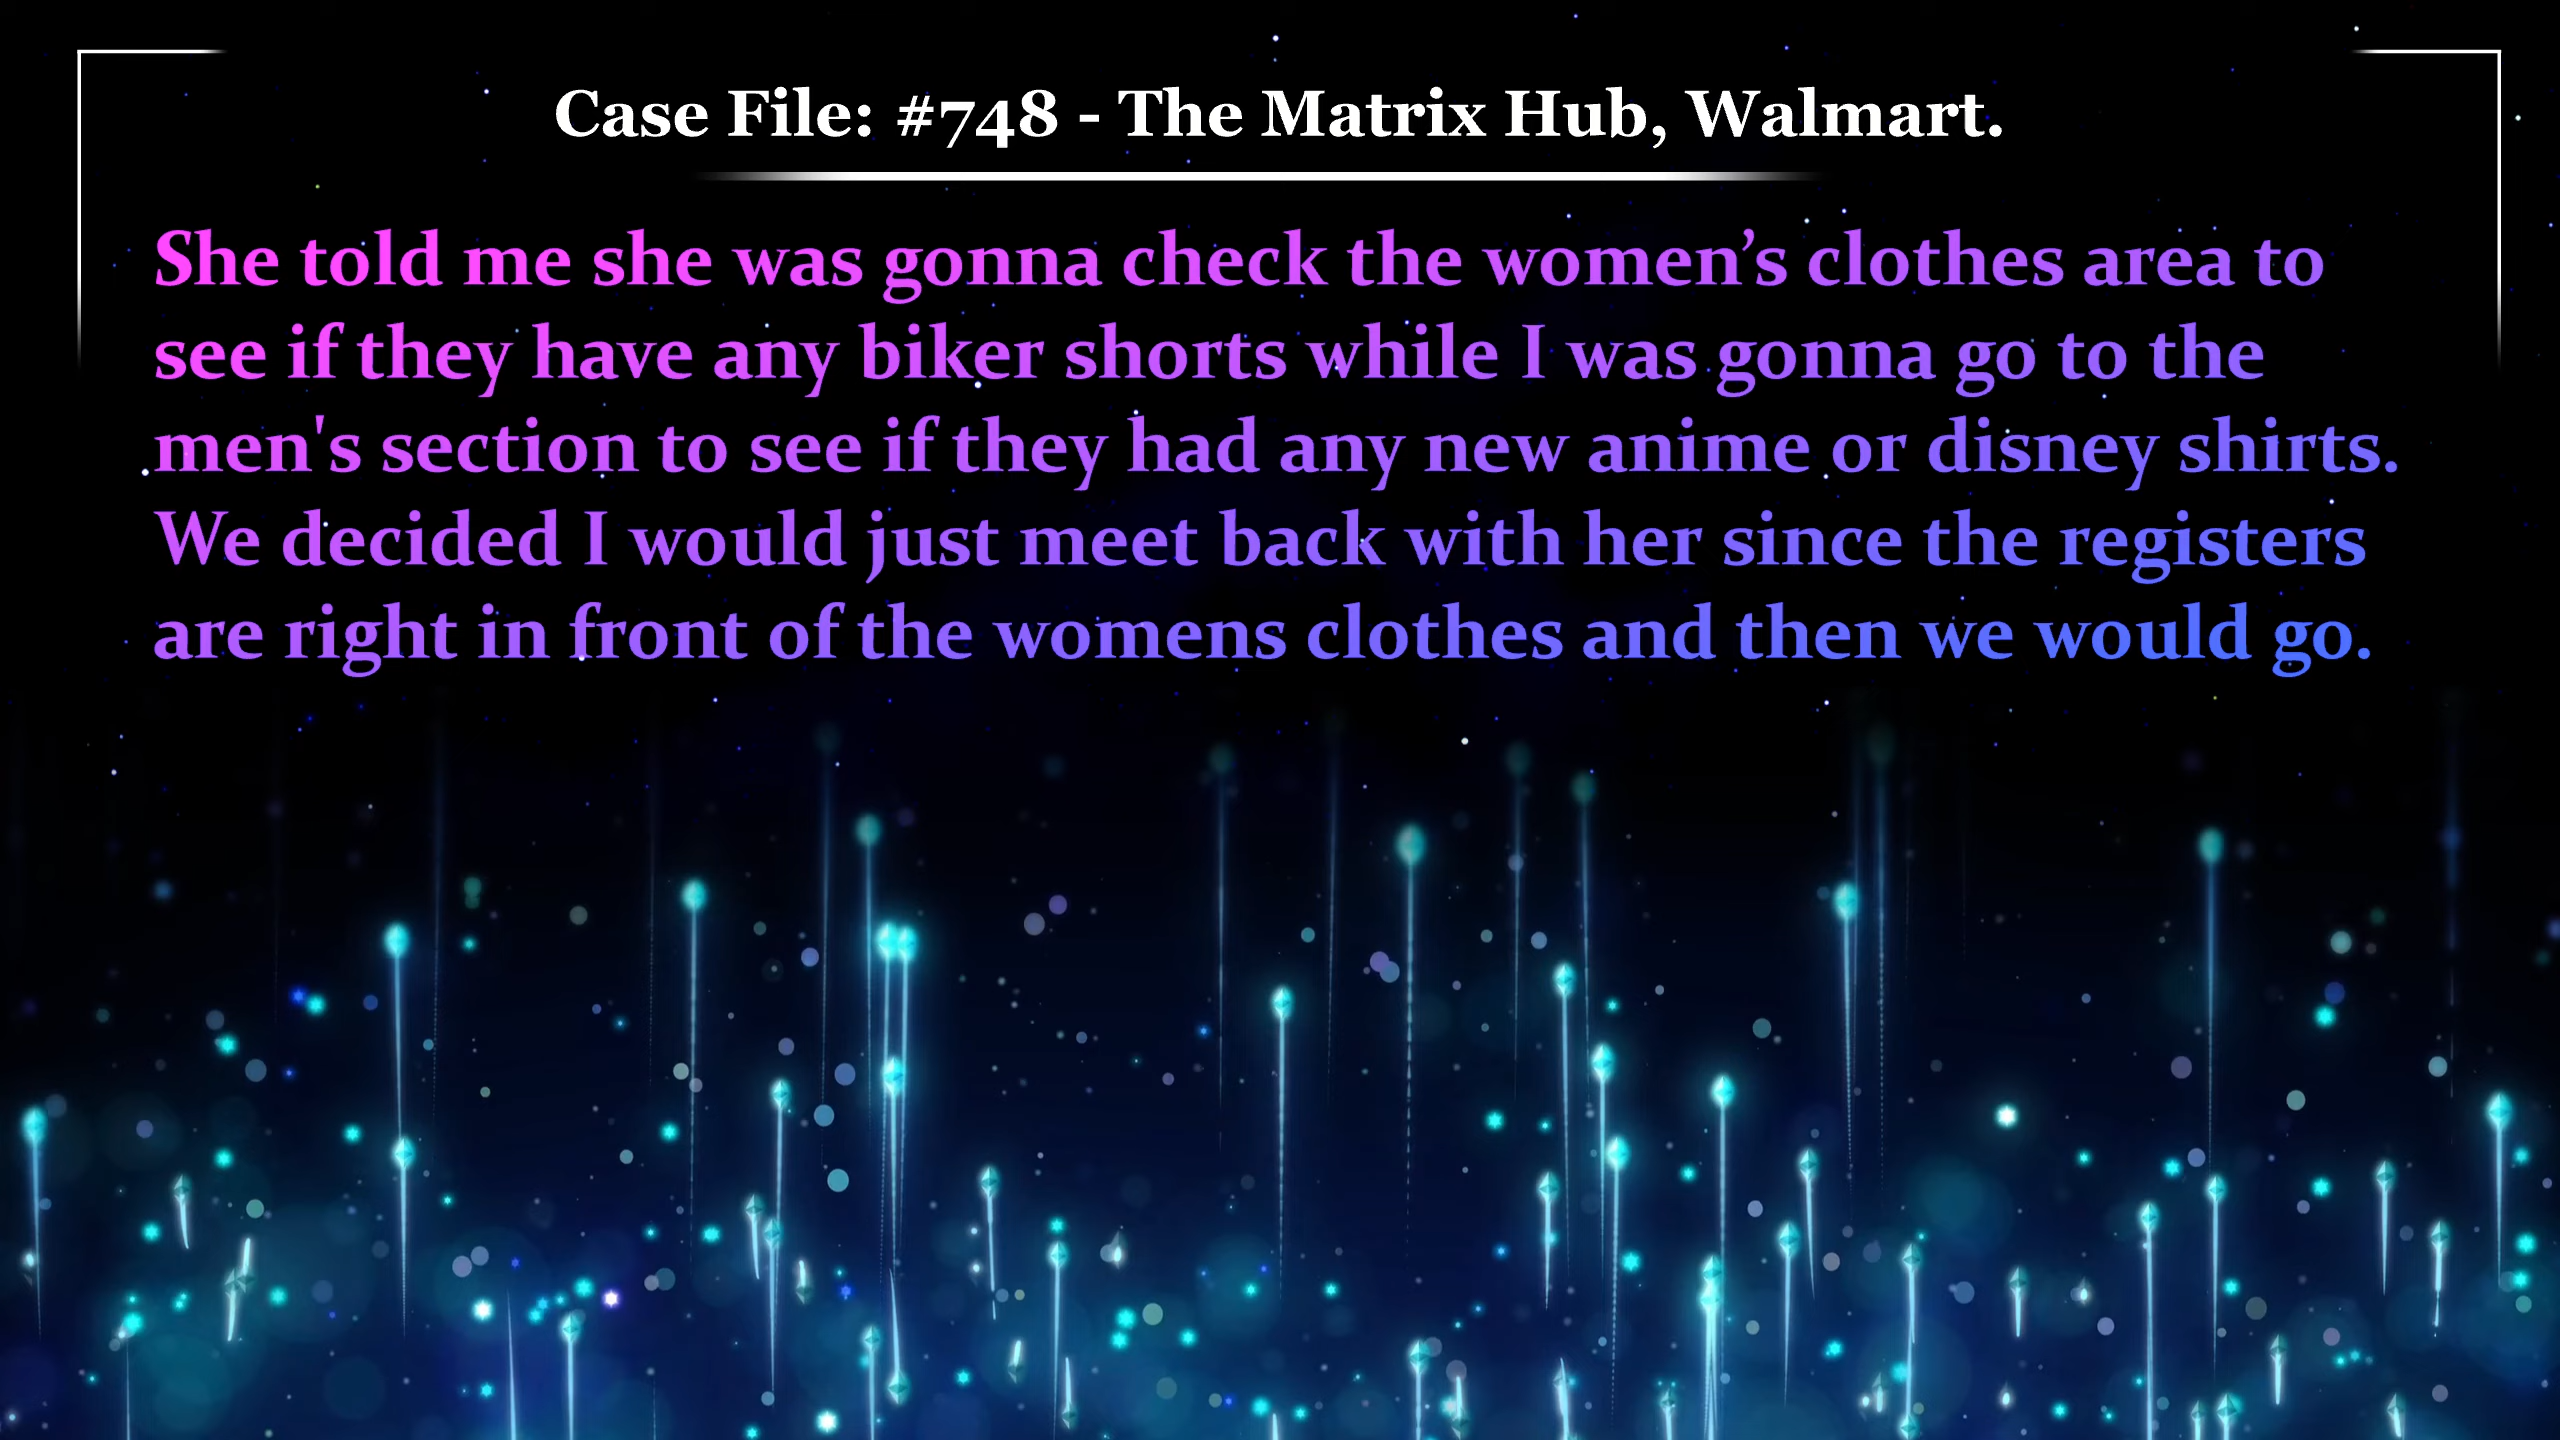 Case File: #748 - The Matrix Hub, Walmart.
She told me she was gonna check the women’s clothes area to
see if they have any biker shorts while I was gonna go to the
men's section to see if they had any new anime or disney shirts.
We decided I would just meet back with her since the registers
are right in front of the womens clothes and then we would go.